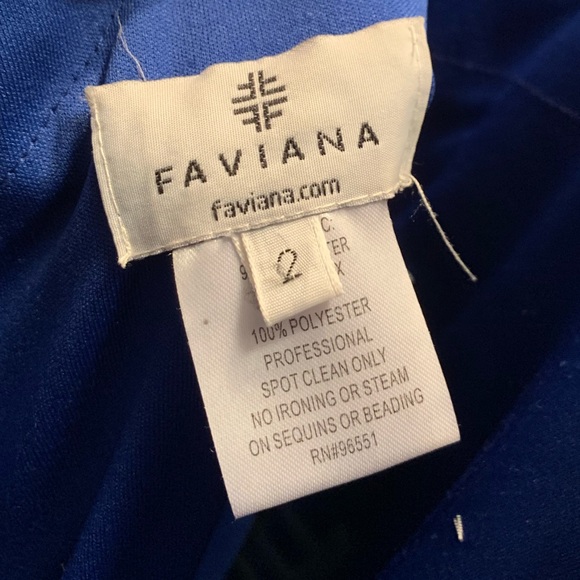 FAVIANA
faviana.com
2
100% POLYESTER
PROFESSIONAL
SPOT CLEAN ONLY
NO IRONING OR STEAM
ON SEQUINS OR BEADING
RN#96551